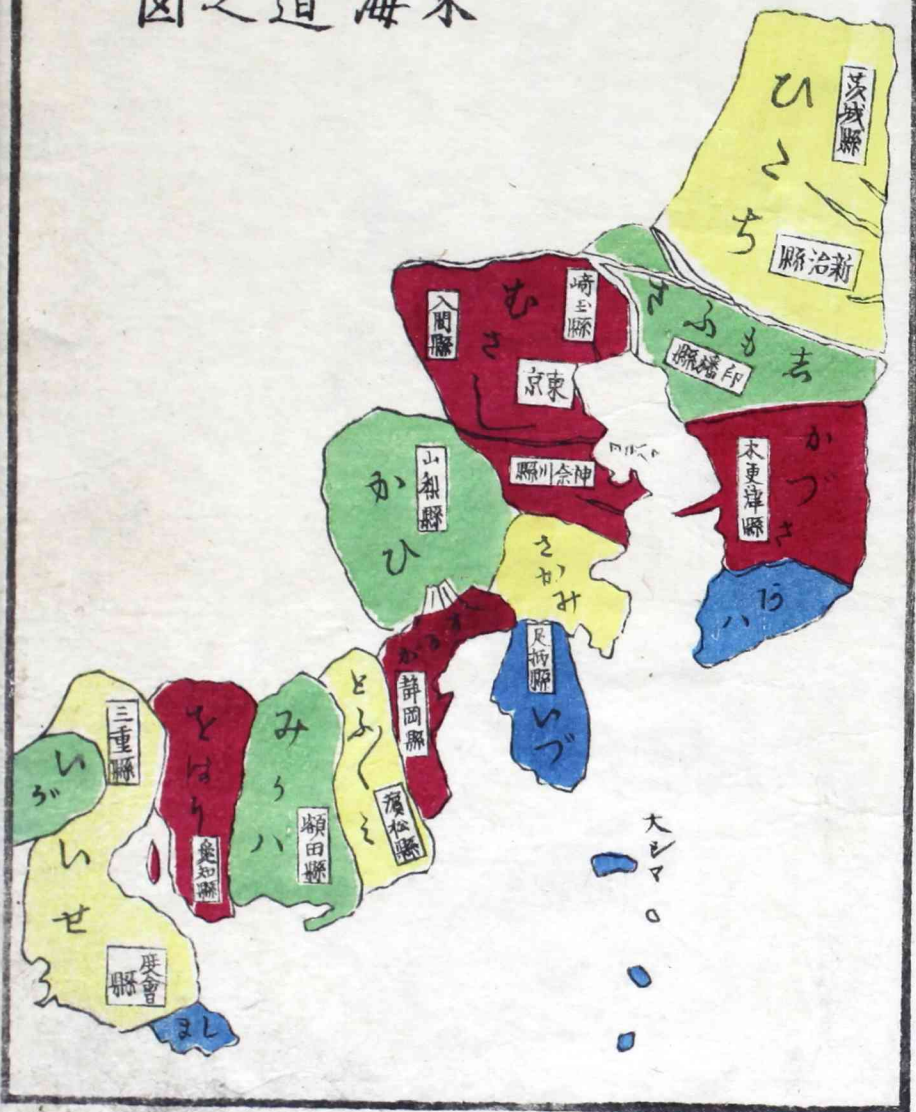 東海道之図
茨城縣
ひたち
新治縣
志もふさ
印旛縣
埼玉縣
むさし
入間縣
東京
神奈川縣
かづさ
木更津縣
あハ
山梨縣
かひ
さがみ
足柄縣
いづ
するが
静岡縣
とふ〱み
濱松縣
みかハ
額田縣
をはり
愛知縣
三重縣
いが
いせ
度會縣
しま
大シマ